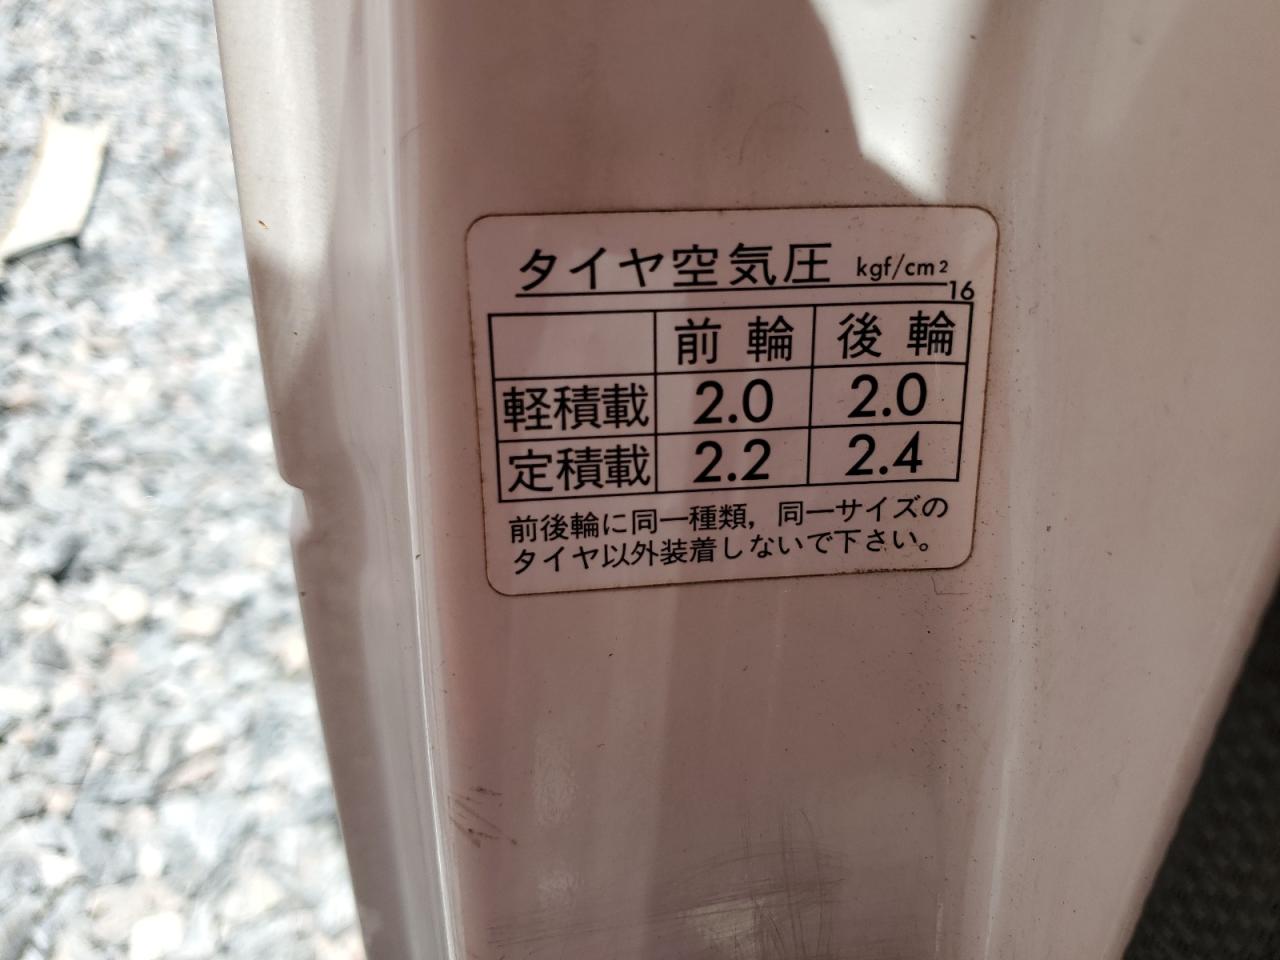 タイヤ空気圧 kgf/cm²
16
前輪 後輪
軽積載 2.0 2.0
定積載 2.2 2.4
前後輪に同一種類，同一サイズの
タイヤ以外装着しないで下さい。